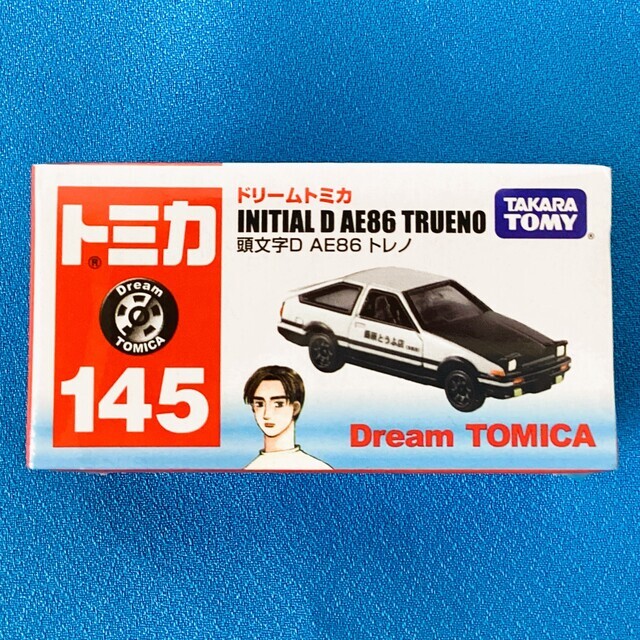 トミカ
®
Dream
TOMICA
145
ドリームトミカ
INITIAL D AE86 TRUENO
頭文字D AE86 トレノ
TAKARA
TOMY
®
藤原とうふ店
Dream TOMICA